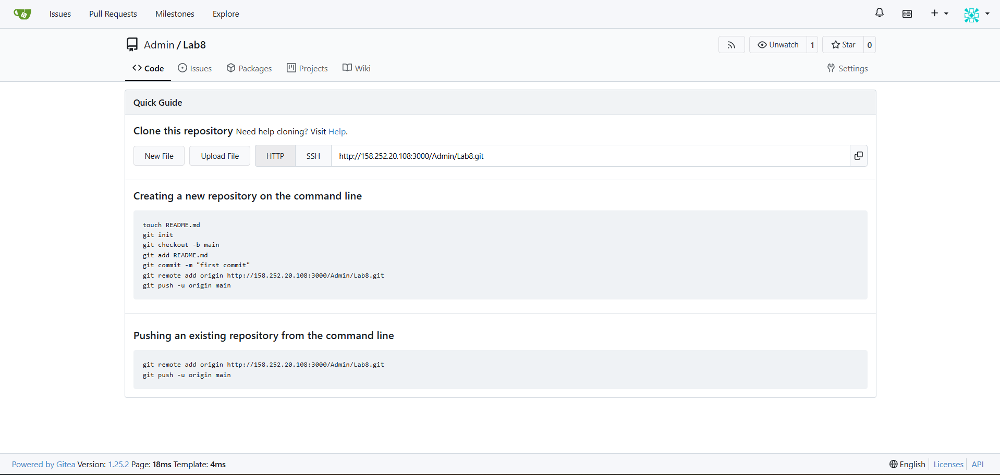 Issues Pull Requests Milestones Explore
Admin / Lab8
Unwatch 1 Star 0
Code Issues Packages Projects Wiki Settings
Quick Guide
Clone this repository Need help cloning? Visit Help.
New File Upload File HTTP SSH http://158.252.20.108:3000/Admin/Lab8.git
Creating a new repository on the command line
touch README.md
git init
git checkout -b main
git add README.md
git commit -m "first commit"
git remote add origin http://158.252.20.108:3000/Admin/Lab8.git
git push -u origin main
Pushing an existing repository from the command line
git remote add origin http://158.252.20.108:3000/Admin/Lab8.git
git push -u origin main
Powered by Gitea Version: 1.25.2 Page: 18ms Template: 4ms English Licenses API